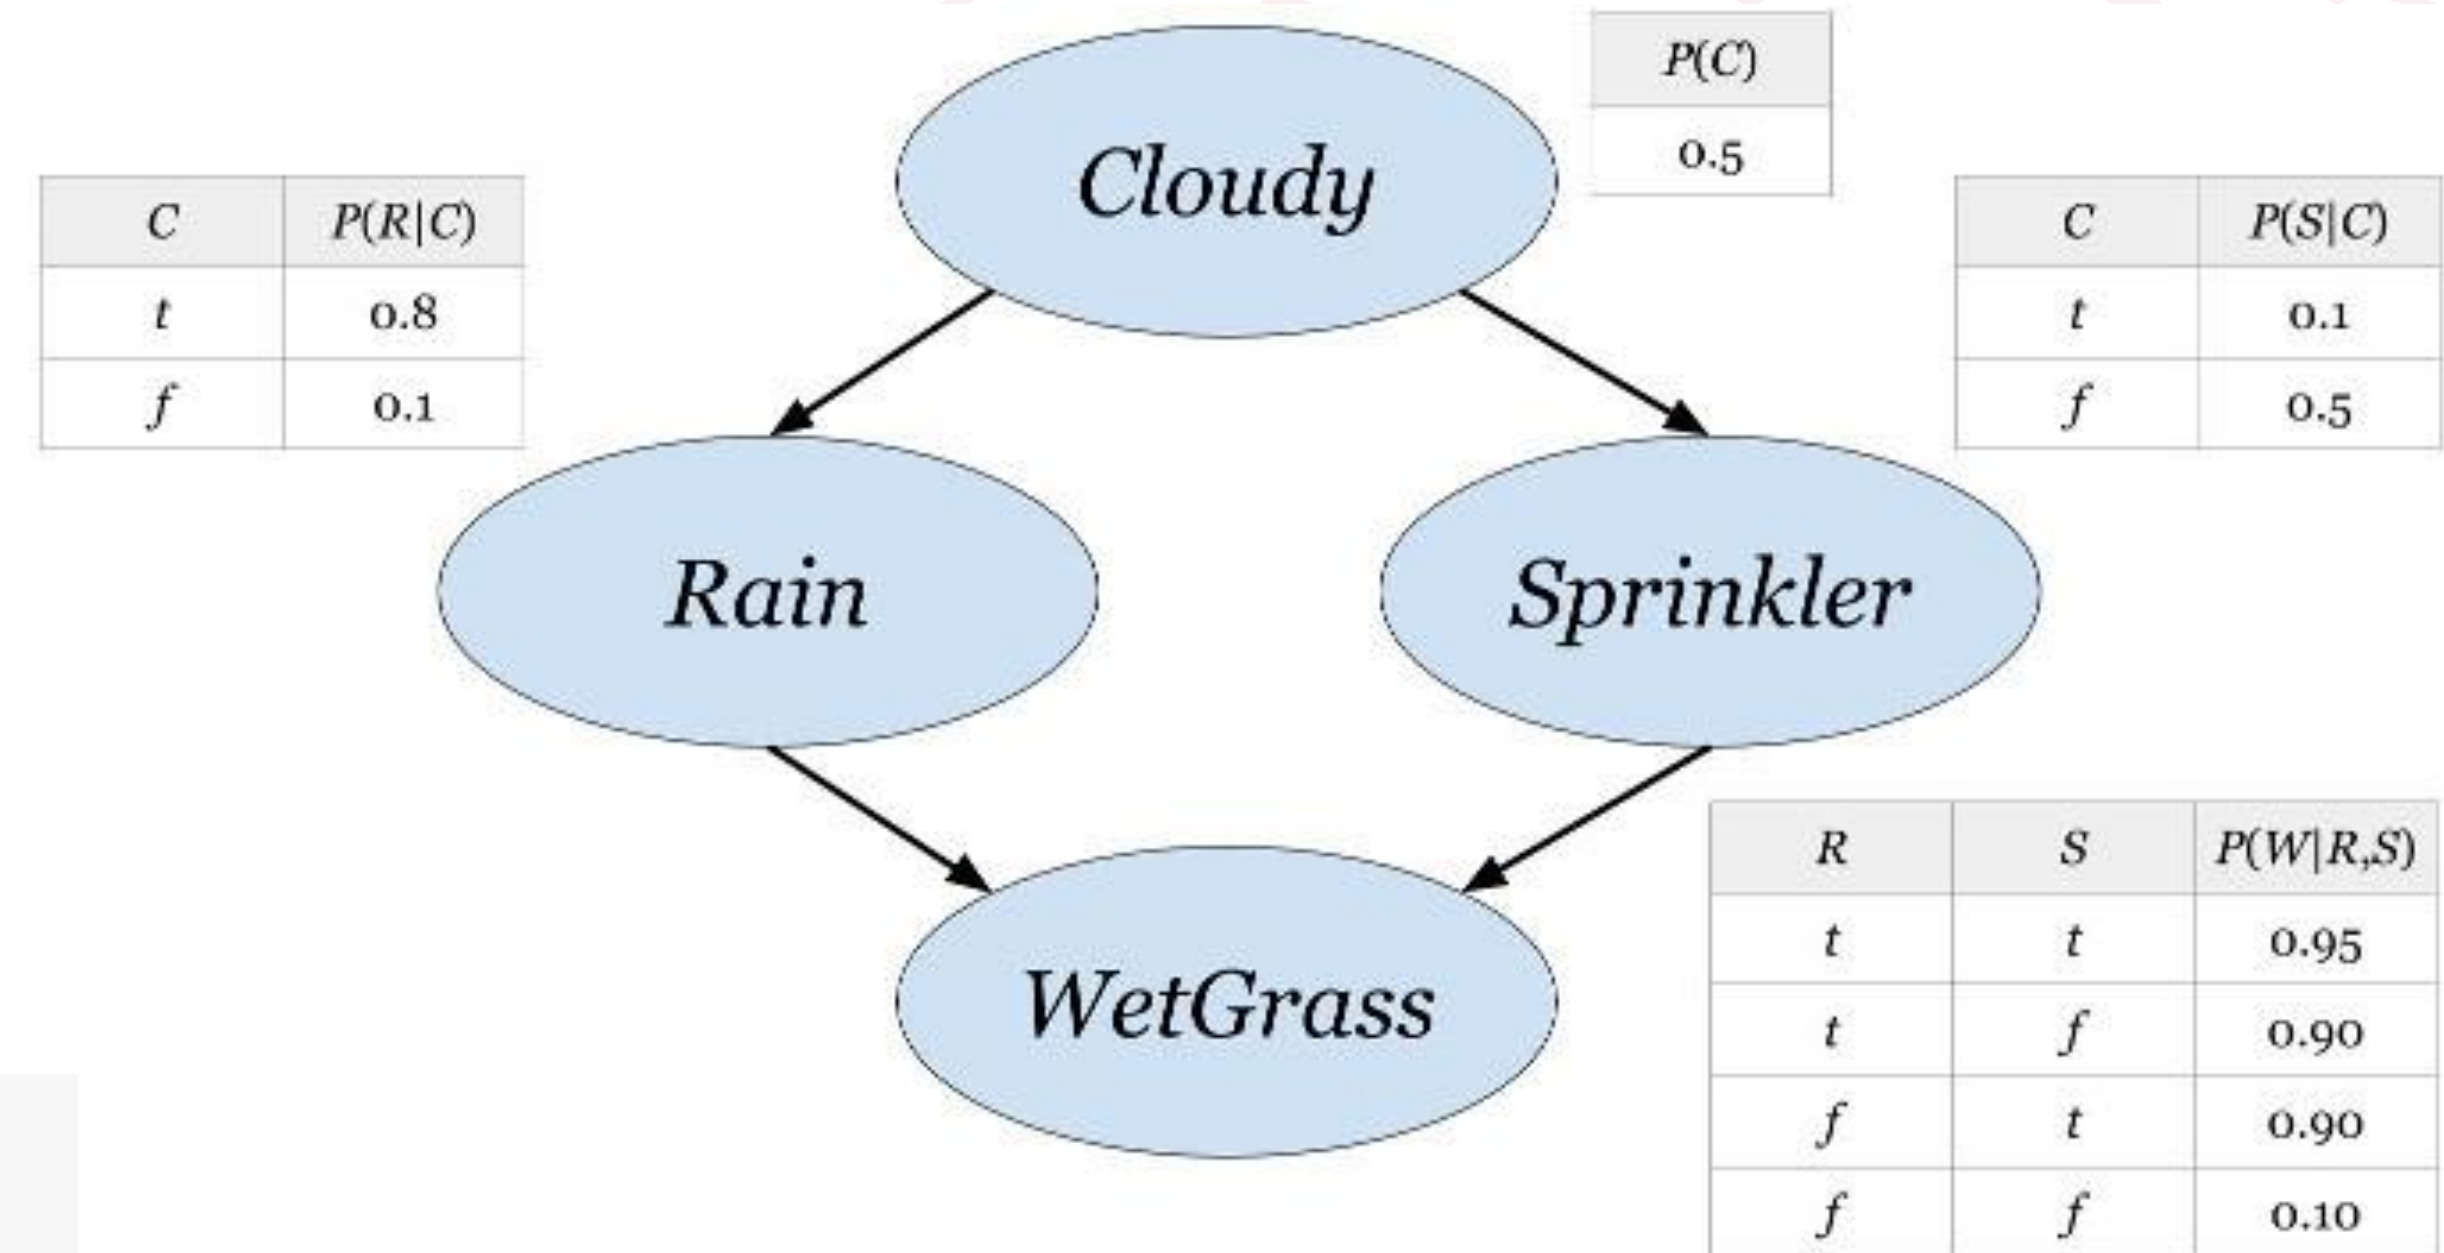 Cloudy
P(C)
0.5
C P(R|C)
t 0.8
f 0.1
C P(S|C)
t 0.1
f 0.5
Rain
Sprinkler
WetGrass
R S P(W|R,S)
t t 0.95
t f 0.90
f t 0.90
f f 0.10